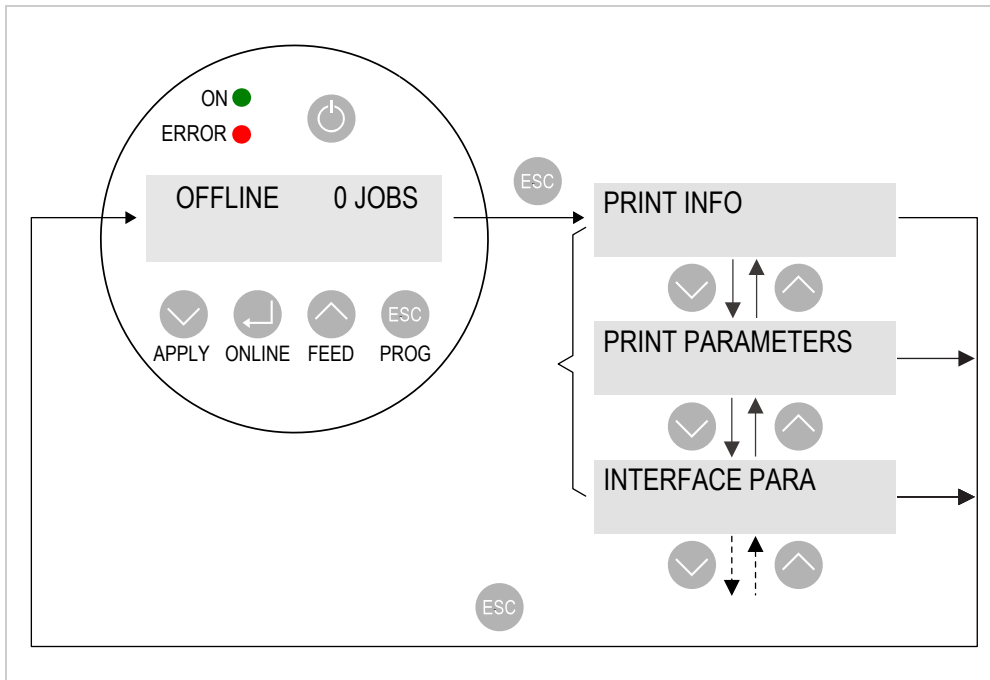 ON
ERROR
OFFLINE 0 JOBS
ESC
APPLY ONLINE FEED PROG
ESC
PRINT INFO
PRINT PARAMETERS
INTERFACE PARA
ESC